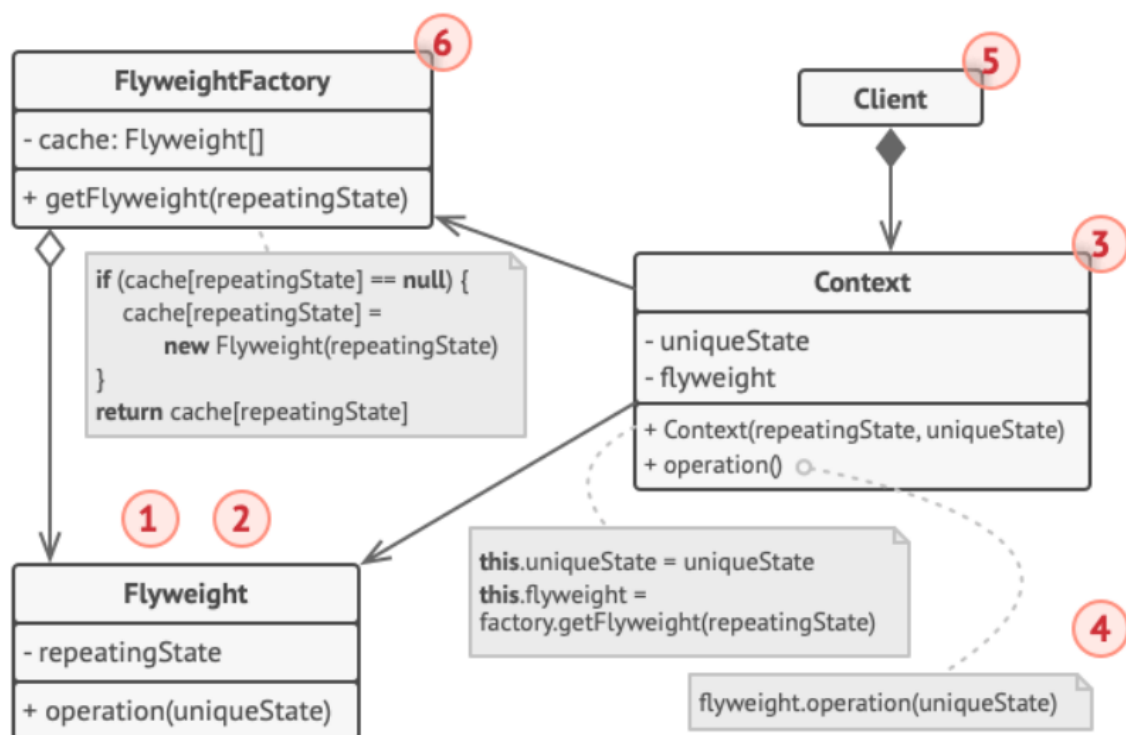 6
FlyweightFactory
- cache: Flyweight[]
+ getFlyweight(repeatingState)
if (cache[repeatingState] == null) {
cache[repeatingState] =
new Flyweight(repeatingState)
}
return cache[repeatingState]
5
Client
3
Context
- uniqueState
- flyweight
+ Context(repeatingState, uniqueState)
+ operation()
this.uniqueState = uniqueState
this.flyweight =
factory.getFlyweight(repeatingState)
4
flyweight.operation(uniqueState)
1
2
Flyweight
- repeatingState
+ operation(uniqueState)